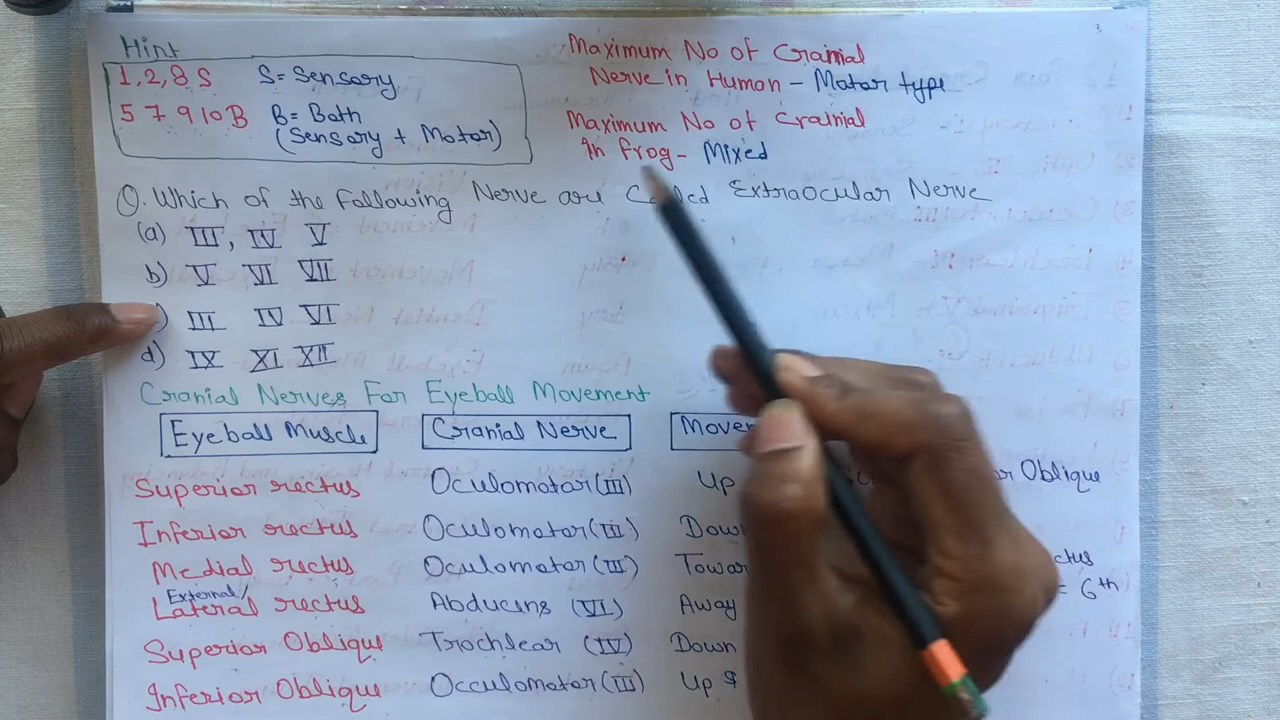 Hint
1,2,8 S S= Sensory
5 7 9 10 B B= Both
(Sensory + Motor)
Maximum No of Cranial
Nerve in Human - Motor type
Maximum No of Crainial
In frog- Mixed
Q. Which of the following Nerve are Called Extraocular Nerve
(a) III, IV V
b) V VI VII
) III IV VI
d) IX XI XII
Cranial Nerves For Eyeball Movement
Eyeball Muscle Cranial Nerve
Superior rectus Oculomotor (III) Up Oblique
Inferior rectus Oculomotor (III)
Medial rectus Oculomotor (III)
External/
Lateral rectus Abducens (VI) Away = 6th
Superior Oblique Trochlear (IV) Down
Inferior Oblique Occulomotor (III) Up &